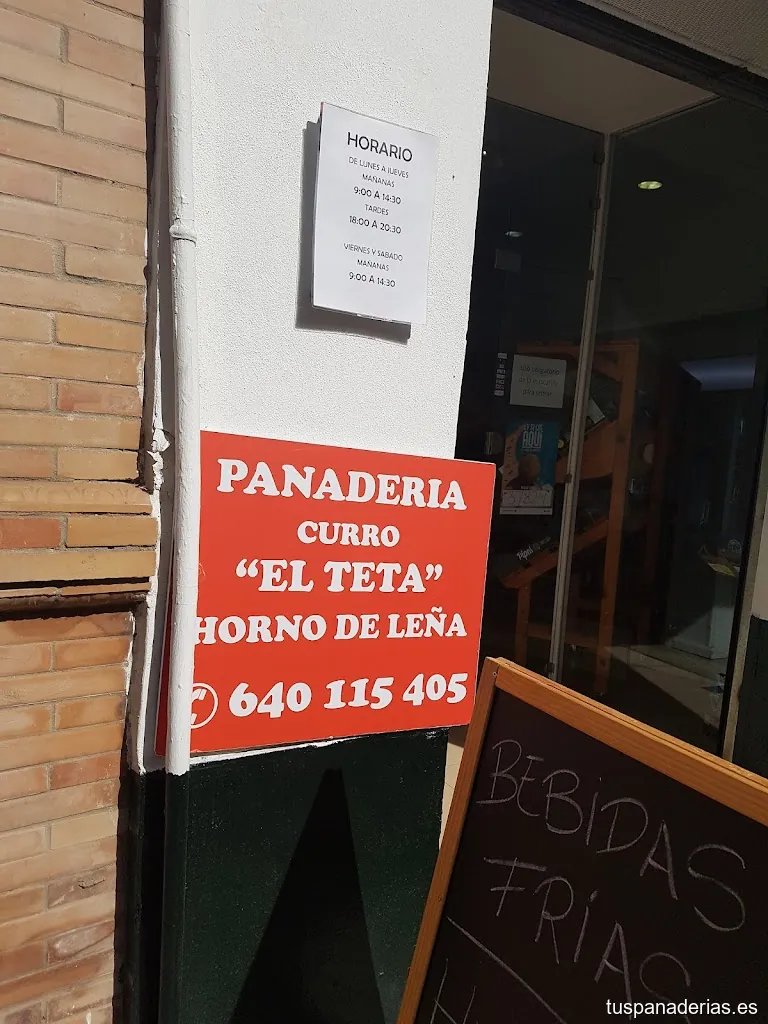 HORARIO
DE LUNES A JUEVES
MAÑANAS
9:00 A 14:30
TARDES
18:00 A 20:30
VIERNES Y SABADO
MAÑANAS
9:00 A 14:30
PANADERIA
CURRO
“EL TETA”
HORNO DE LEÑA
640 115 405
AQUÍ
BEBiDAS
FRiAS
H
tuspanaderias.es